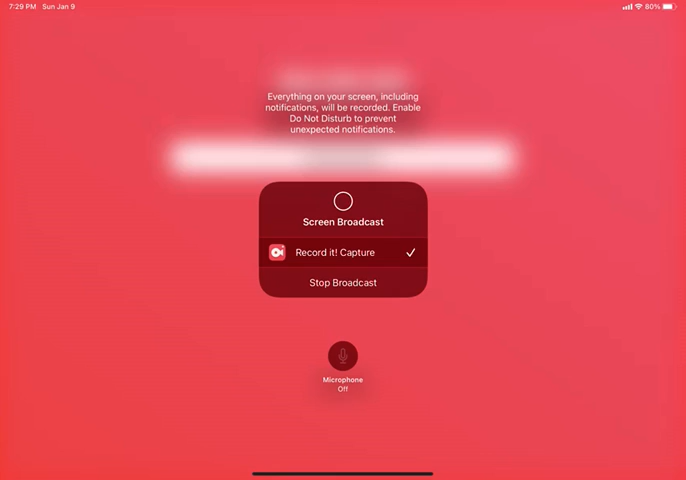 7:29 PM Sun Jan 9
80%
Everything on your screen, including
notifications, will be recorded. Enable
Do Not Disturb to prevent
unexpected notifications.
Screen Broadcast
Record it! Capture
Stop Broadcast
Microphone
Off